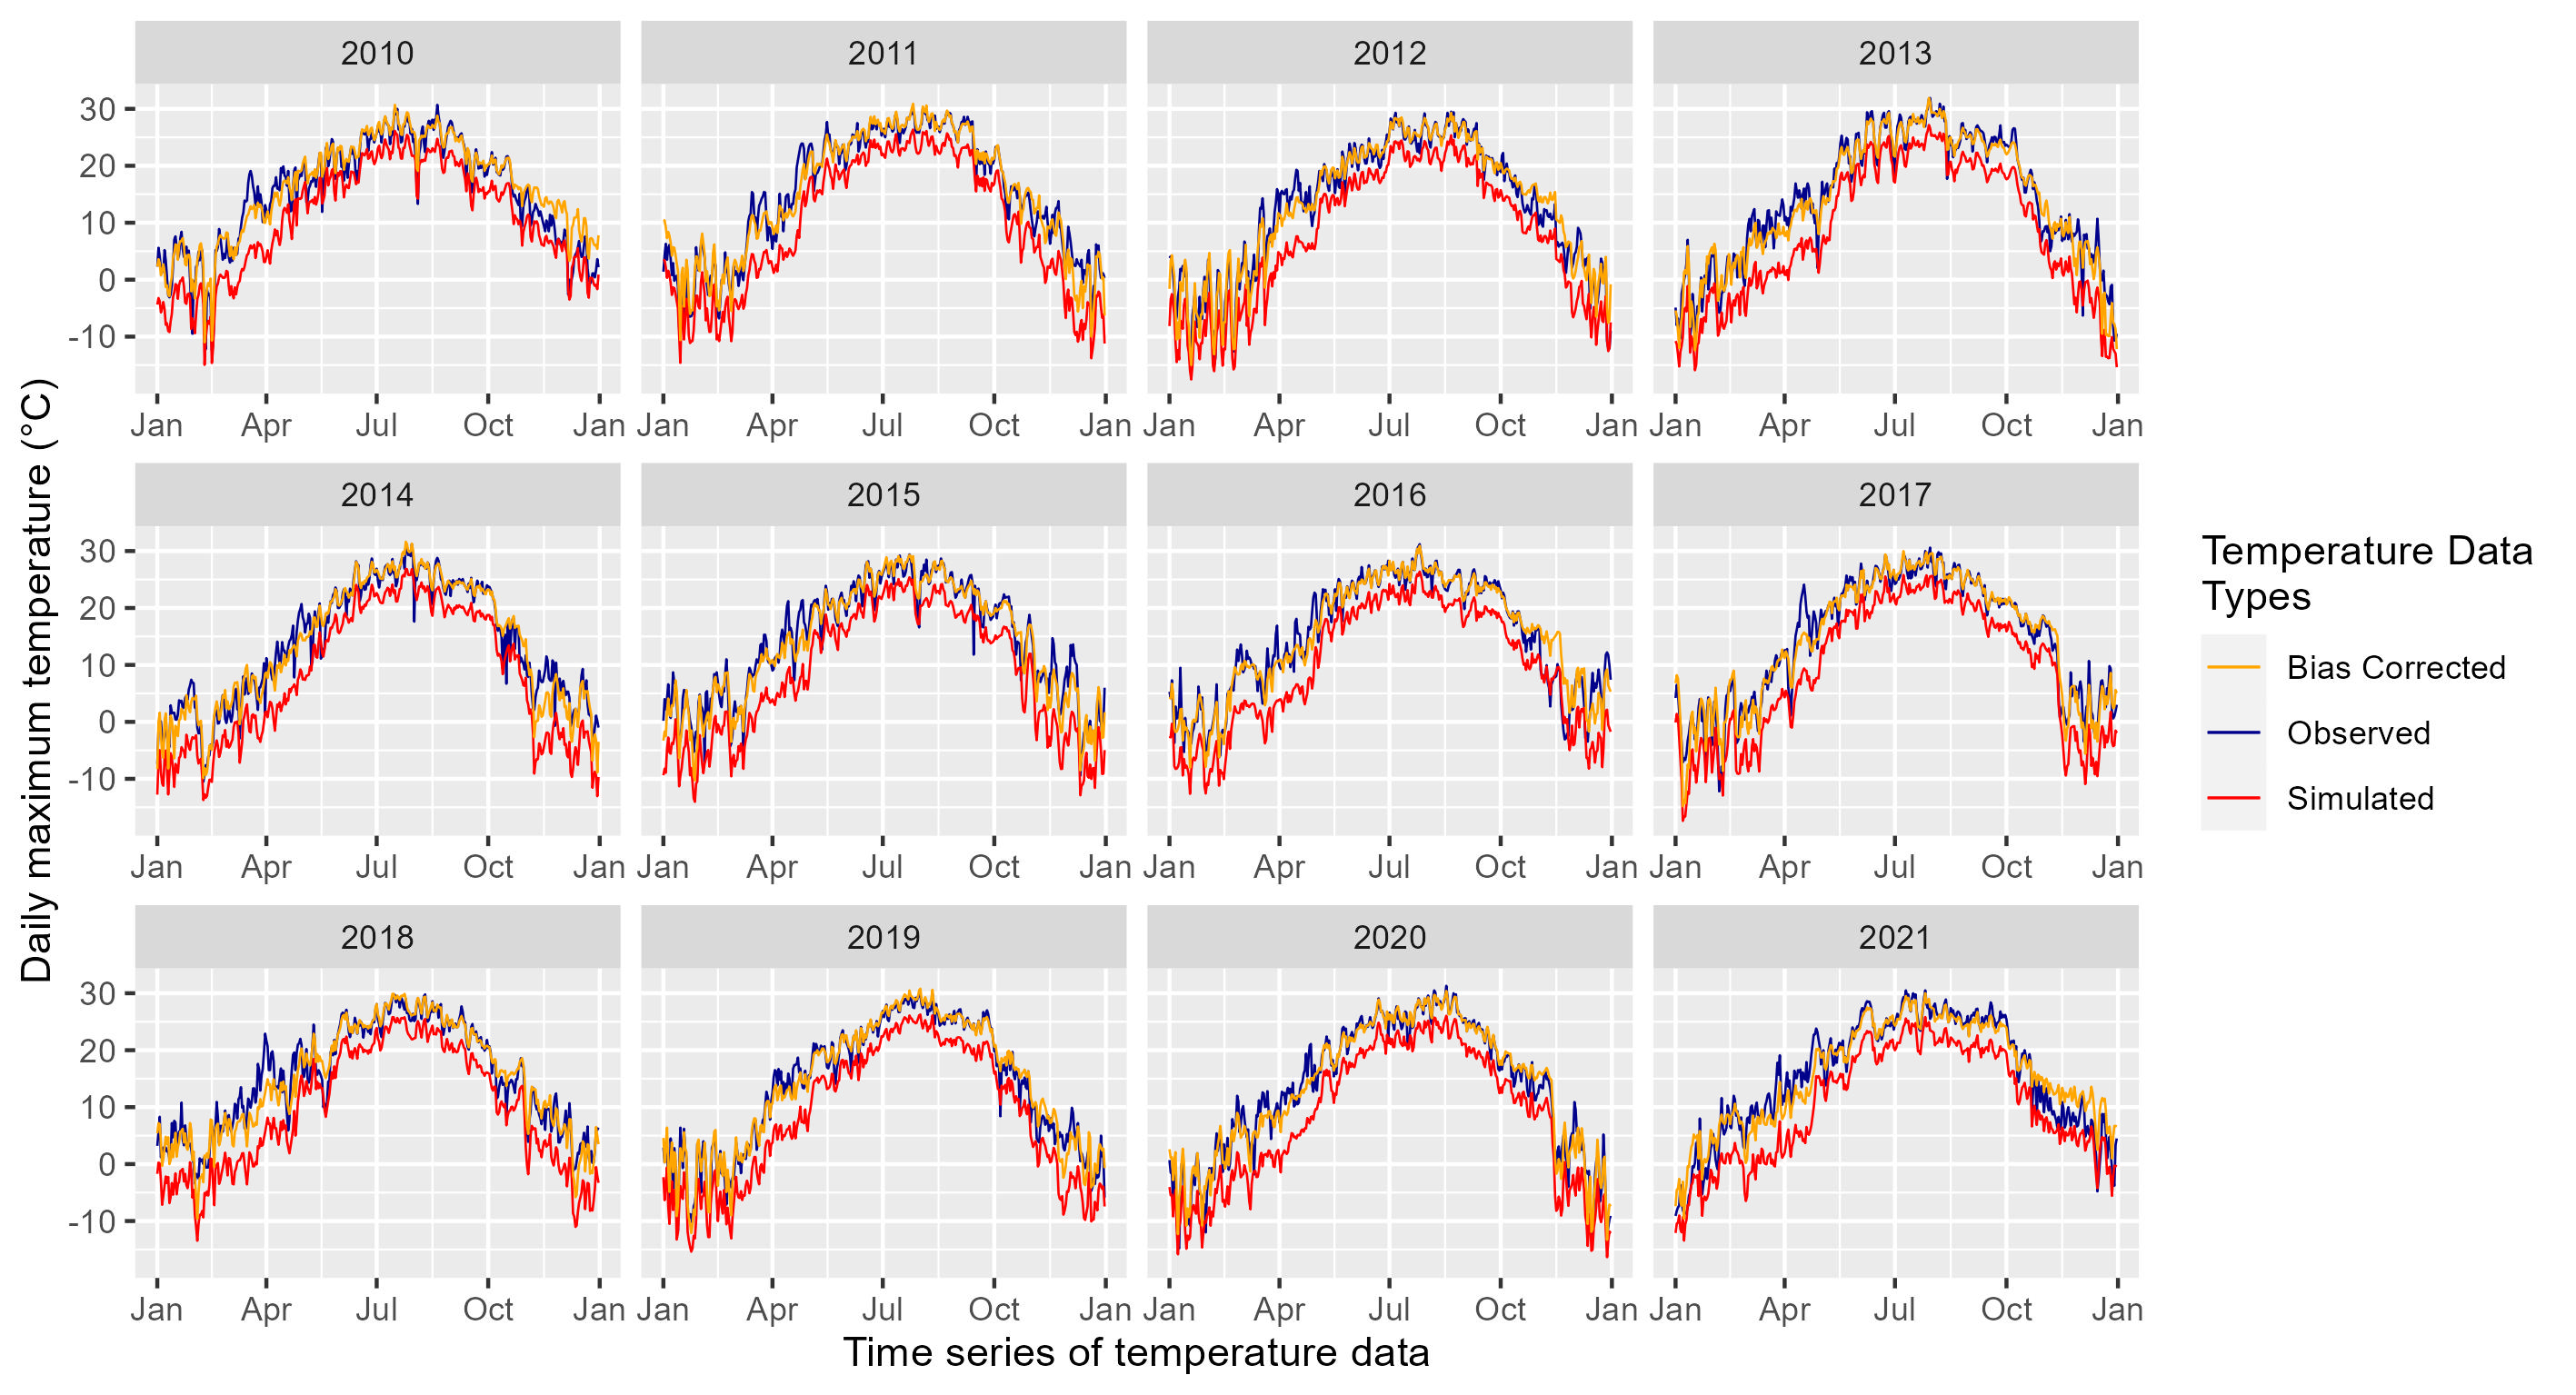 2010 2011 2012 2013
30
20
10
0
-10
Jan Apr Jul Oct Jan Jan Apr Jul Oct Jan Jan Apr Jul Oct Jan Jan Apr Jul Oct Jan
2014 2015 2016 2017
30
20
10
0
-10
Jan Apr Jul Oct Jan Jan Apr Jul Oct Jan Jan Apr Jul Oct Jan Jan Apr Jul Oct Jan
2018 2019 2020 2021
30
20
10
0
-10
Jan Apr Jul Oct Jan Jan Apr Jul Oct Jan Jan Apr Jul Oct Jan Jan Apr Jul Oct Jan
Daily maximum temperature (°C)
Time series of temperature data
Temperature Data
Types
Bias Corrected
Observed
Simulated